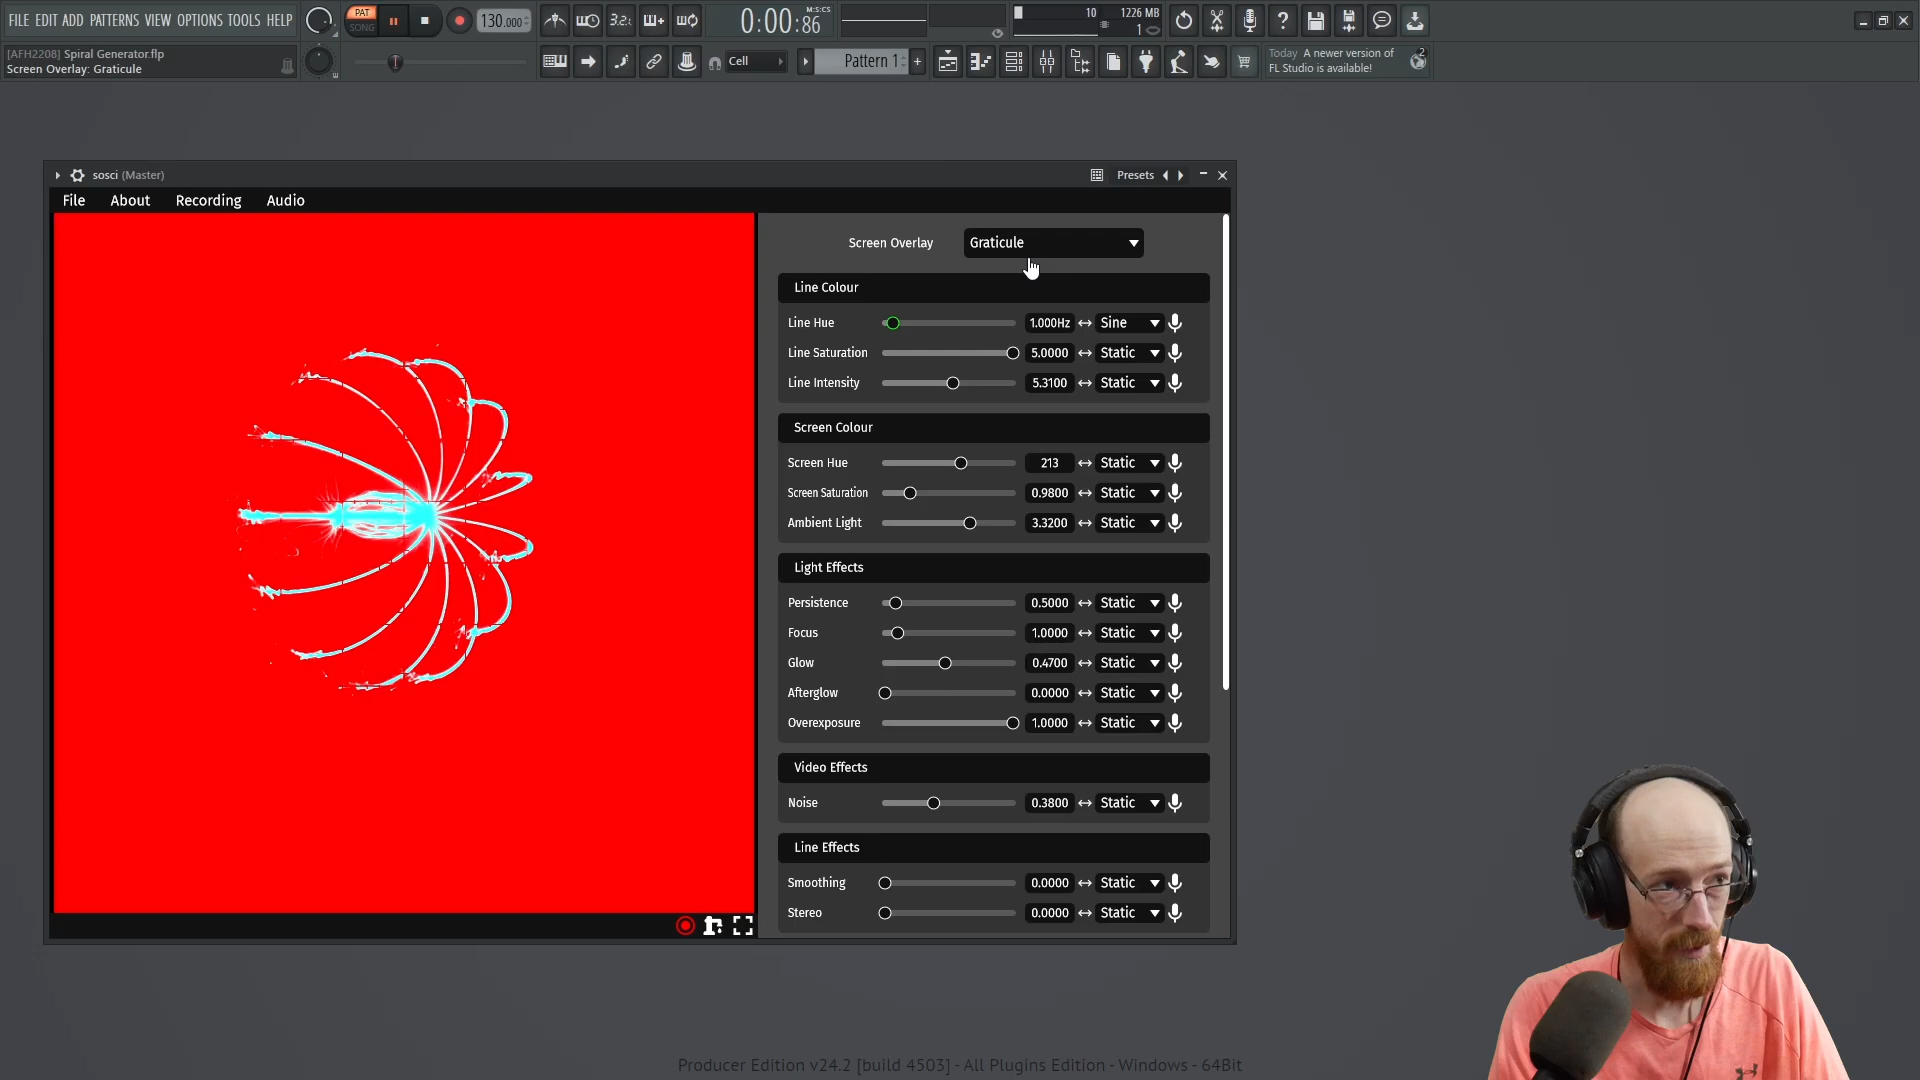 FILE EDIT ADD PATTERNS VIEW OPTIONS TOOLS HELP
PAT
SONG
130.000
3.2.
0:00:86
M:S:CS
10
1226 MB
1
[AFH2208] Spiral Generator.flp
Screen Overlay: Graticule
Cell
Pattern 1
+
Today A newer version of
FL Studio is available!
2
sosci (Master)
Presets
File About Recording Audio
Screen Overlay Graticule
Line Colour
Line Hue 1.000Hz Sine
Line Saturation 5.0000 Static
Line Intensity 5.3100 Static
Screen Colour
Screen Hue 213 Static
Screen Saturation 0.9800 Static
Ambient Light 3.3200 Static
Light Effects
Persistence 0.5000 Static
Focus 1.0000 Static
Glow 0.4700 Static
Afterglow 0.0000 Static
Overexposure 1.0000 Static
Video Effects
Noise 0.3800 Static
Line Effects
Smoothing 0.0000 Static
Stereo 0.0000 Static
Producer Edition v24.2 [build 4503] - All Plugins Edition - Windows - 64Bit